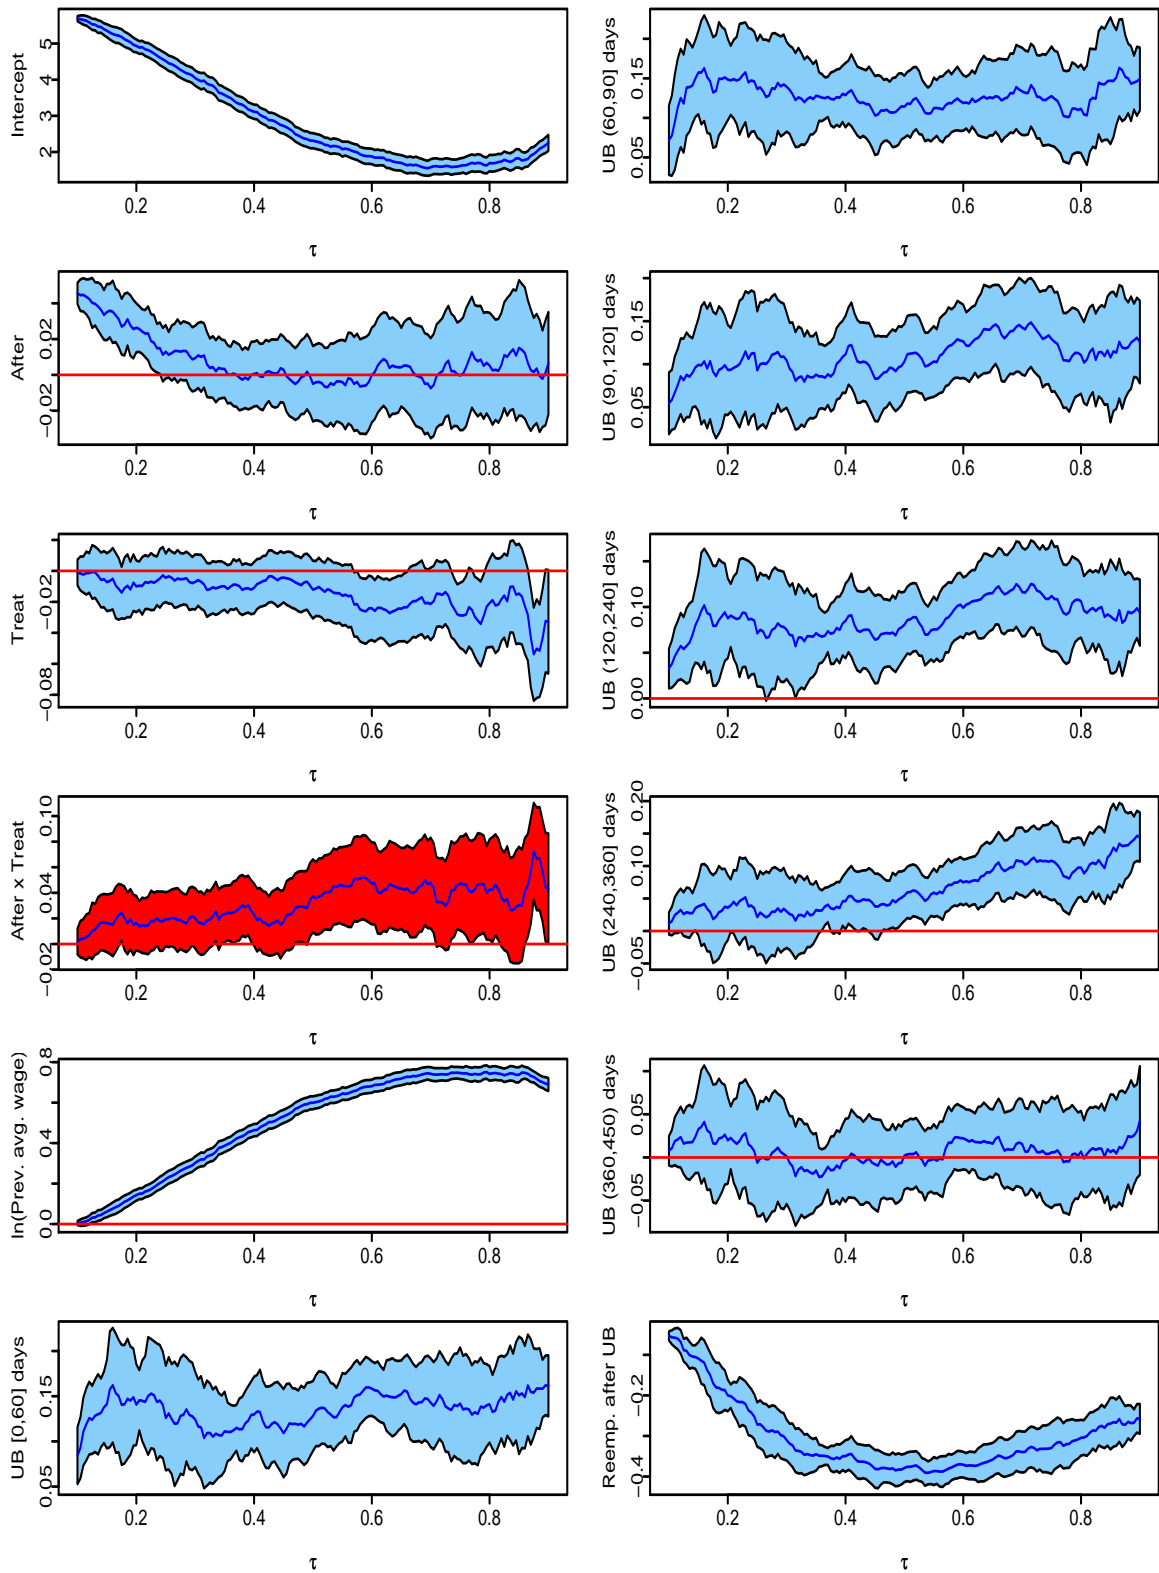 Intercept
2 3 4 5
0.2 0.4 0.6 0.8
τ
UB (60,90] days
0.05 0.15
0.2 0.4 0.6 0.8
τ
After
−0.02 0.02
0.2 0.4 0.6 0.8
τ
UB (90,120] days
0.05 0.15
0.2 0.4 0.6 0.8
τ
Treat
−0.08 −0.02
0.2 0.4 0.6 0.8
τ
UB (120,240] days
0.00 0.10
0.2 0.4 0.6 0.8
τ
After x Treat
−0.02 0.04 0.10
0.2 0.4 0.6 0.8
τ
UB (240,360] days
−0.05 0.10 0.20
0.2 0.4 0.6 0.8
τ
ln(Prev. avg. wage)
0.0 0.4 0.8
0.2 0.4 0.6 0.8
τ
UB (360,450) days
−0.05 0.05
0.2 0.4 0.6 0.8
τ
UB [0,60] days
0.05 0.15
0.2 0.4 0.6 0.8
τ
Reemp. after UB
−0.4 −0.2
0.2 0.4 0.6 0.8
τ